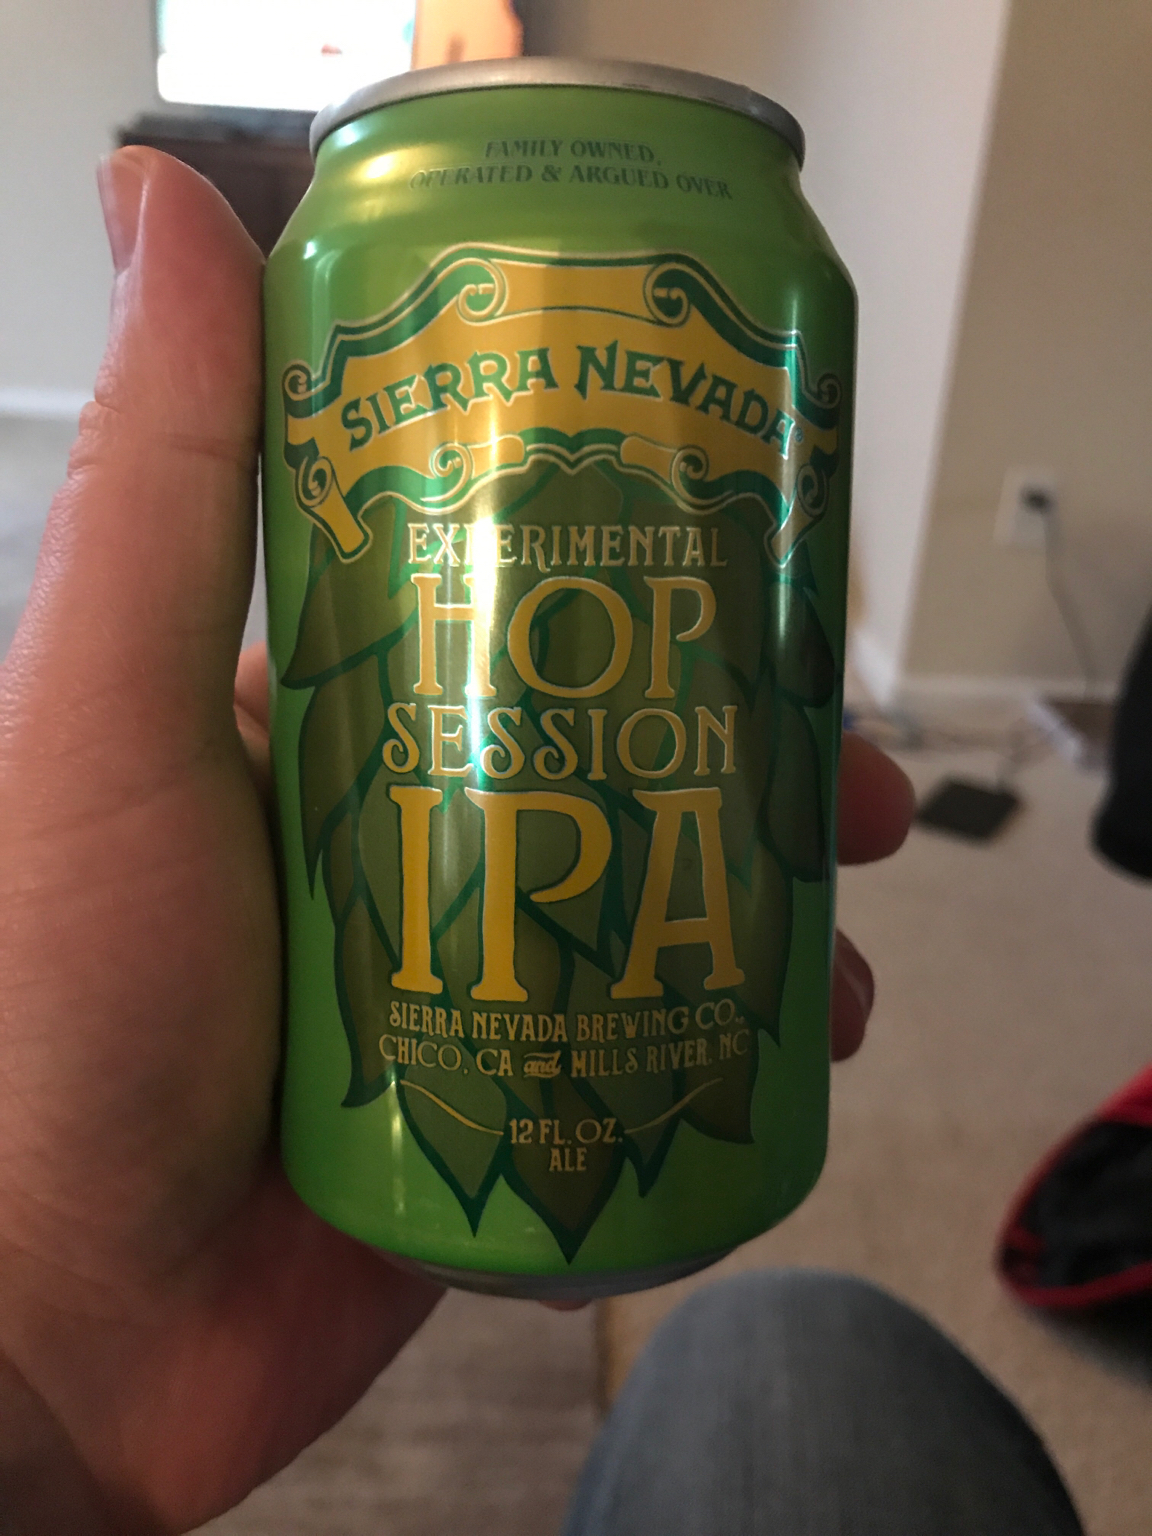 FAMILY OWNED,
OPERATED & ARGUED OVER
SIERRA NEVADA®
EXPERIMENTAL
HOP
SESSION
IPA
SIERRA NEVADA BREWING CO.,
CHICO, CA and MILLS RIVER, NC
12 FL. OZ.
ALE